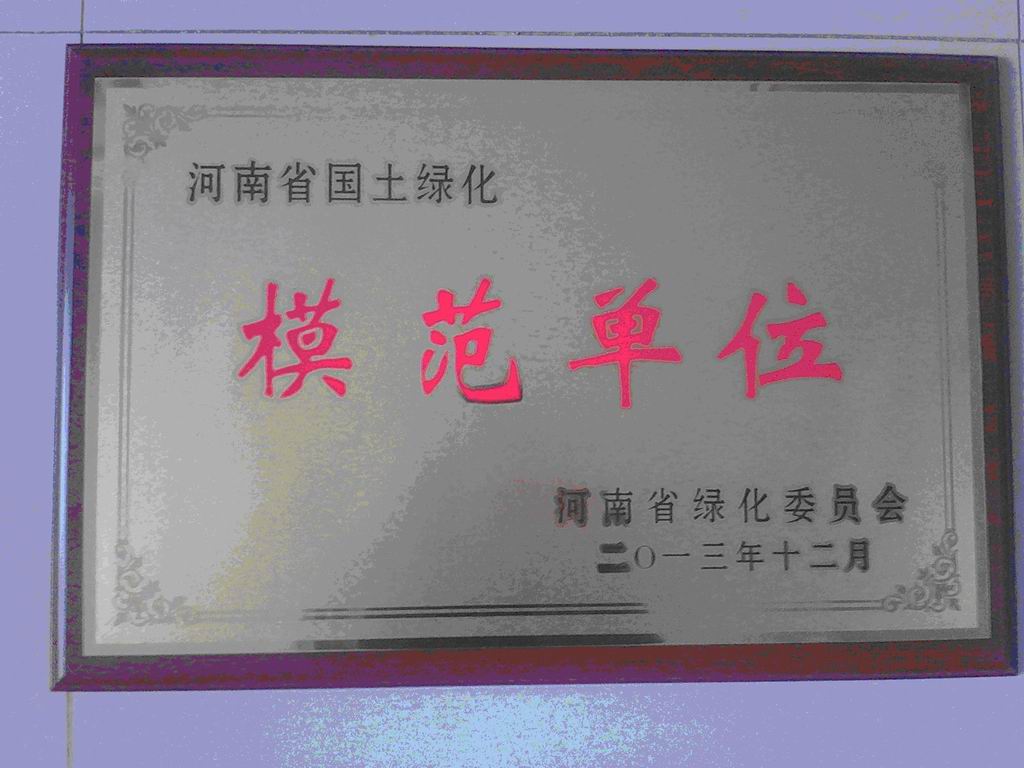 河南省国土绿化
模范单位
河南省绿化委员会
二〇一三年十二月